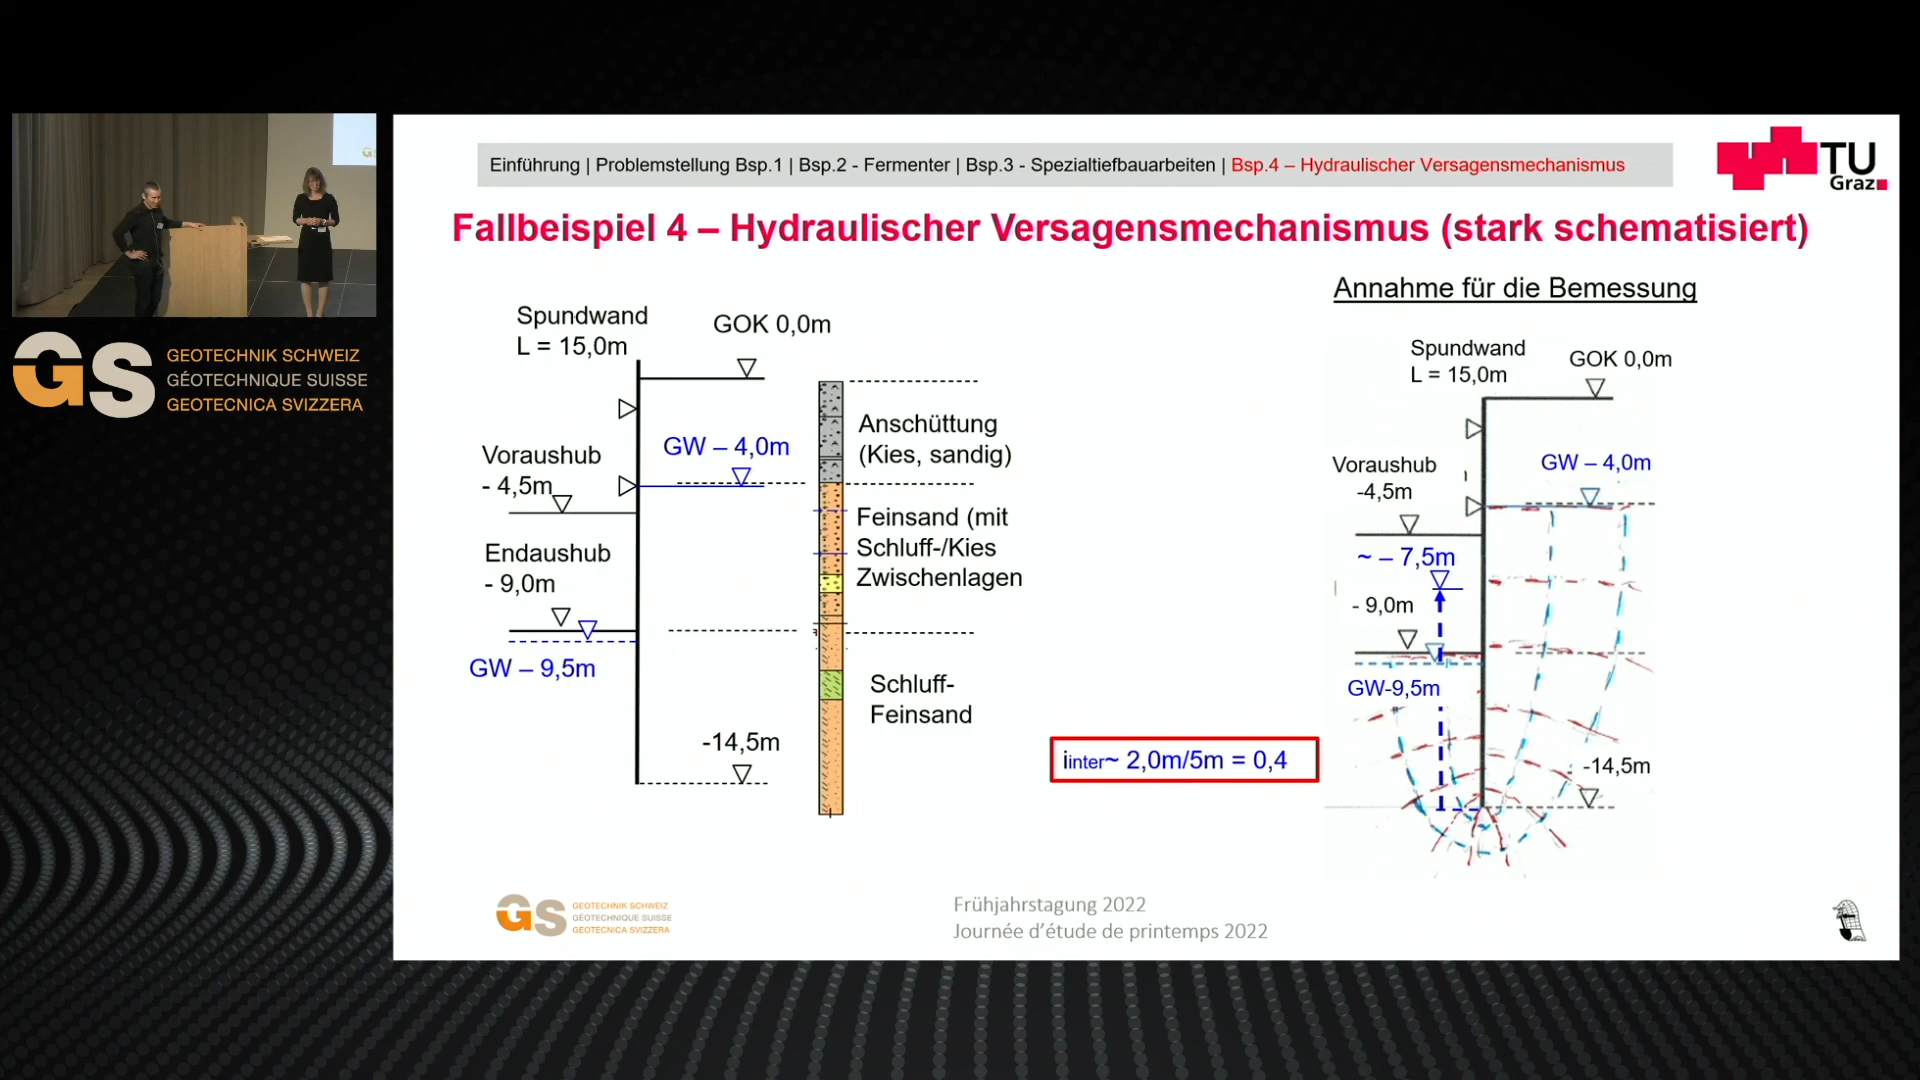 GEOTECHNIK SCHWEIZ
GÉOTECHNIQUE SUISSE
GEOTECNICA SVIZZERA
GS
Einführung | Problemstellung Bsp.1 | Bsp.2 - Fermenter | Bsp.3 - Spezialtiefbauarbeiten | Bsp.4 – Hydraulischer Versagensmechanismus
TU
Graz
Fallbeispiel 4 – Hydraulischer Versagensmechanismus (stark schematisiert)
Spundwand
L = 15,0m
GOK 0,0m
Voraushub
- 4,5m
GW – 4,0m
Endaushub
- 9,0m
GW – 9,5m
-14,5m
Anschüttung
(Kies, sandig)
Feinsand (mit
Schluff-/Kies
Zwischenlagen
Schluff-
Feinsand
iinter~ 2,0m/5m = 0,4
Annahme für die Bemessung
Spundwand
L = 15,0m
GOK 0,0m
Voraushub
-4,5m
GW – 4,0m
~ – 7,5m
- 9,0m
GW-9,5m
-14,5m
GS
GEOTECHNIK SCHWEIZ
GÉOTECHNIQUE SUISSE
GEOTECNICA SVIZZERA
Frühjahrstagung 2022
Journée d'étude de printemps 2022